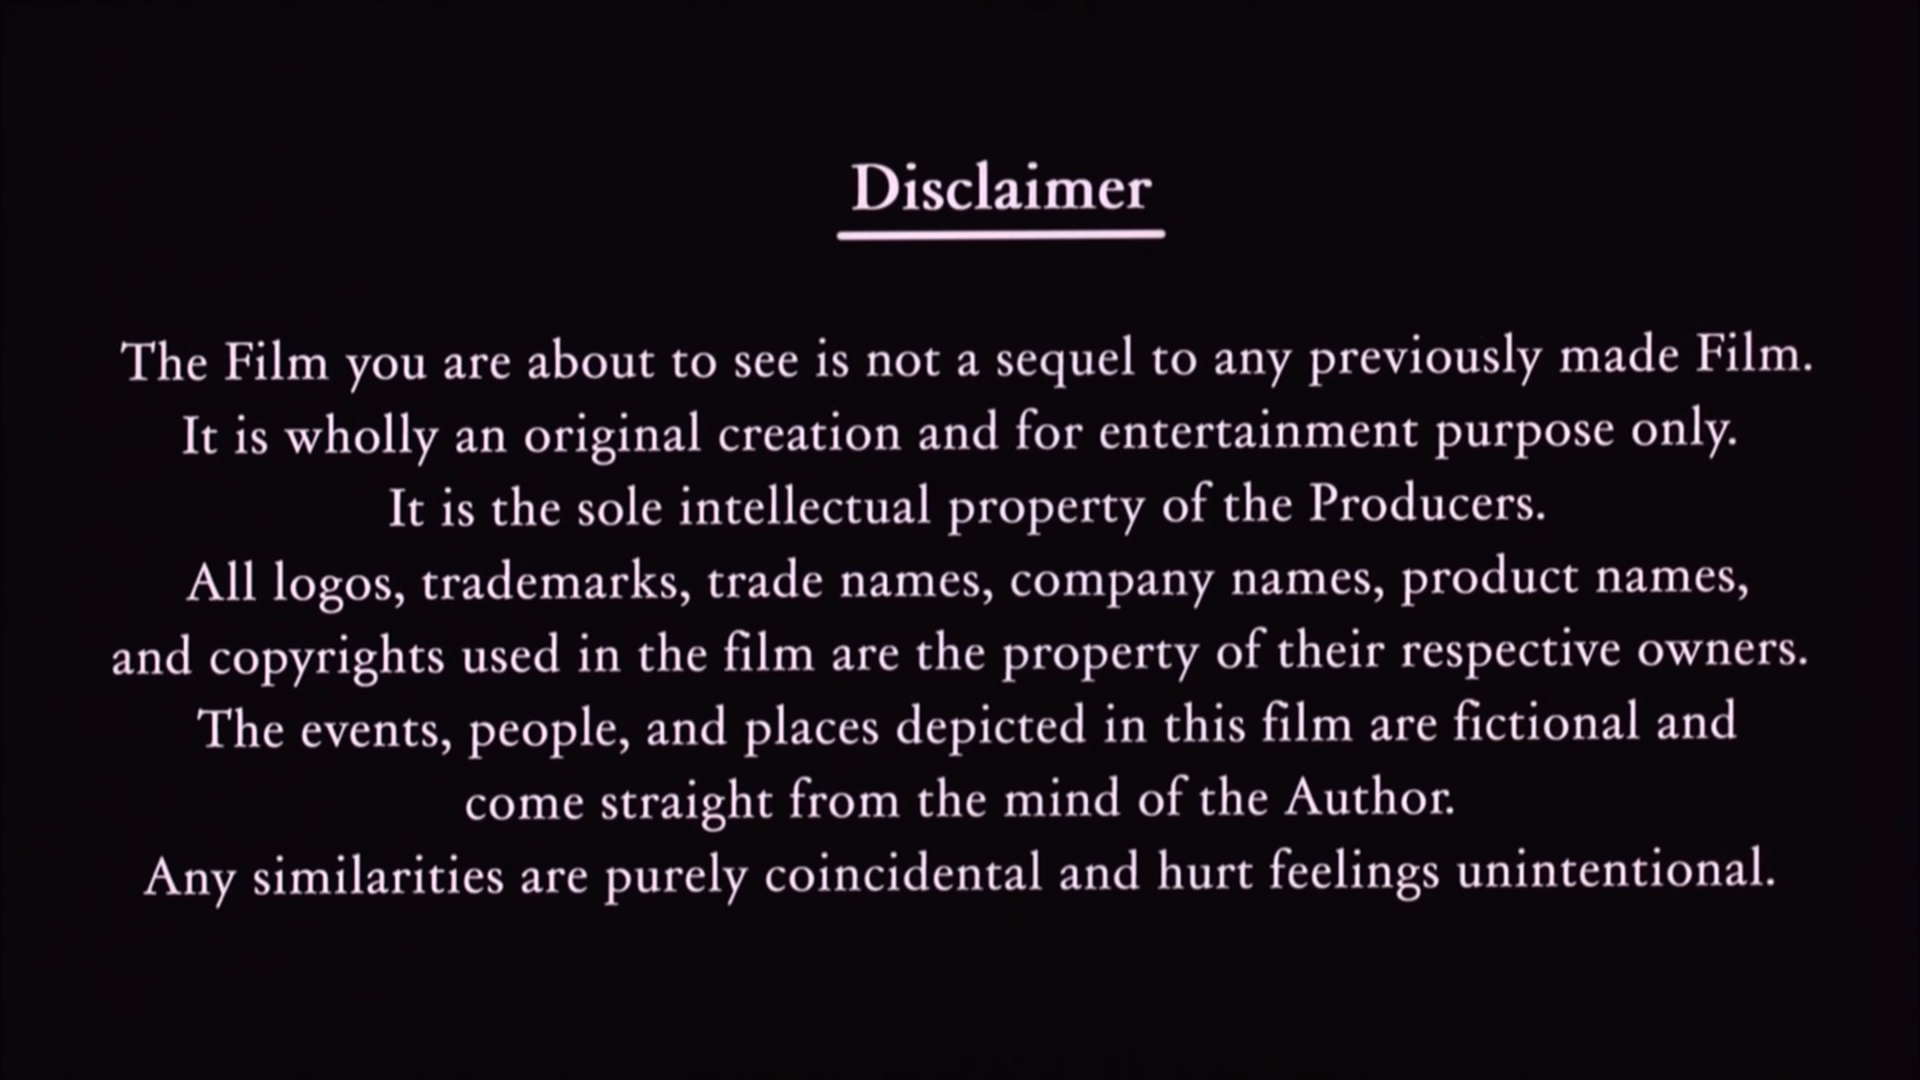 Disclaimer
The Film you are about to see is not a sequel to any previously made Film.
It is wholly an original creation and for entertainment purpose only.
It is the sole intellectual property of the Producers.
All logos, trademarks, trade names, company names, product names,
and copyrights used in the film are the property of their respective owners.
The events, people, and places depicted in this film are fictional and
come straight from the mind of the Author.
Any similarities are purely coincidental and hurt feelings unintentional.